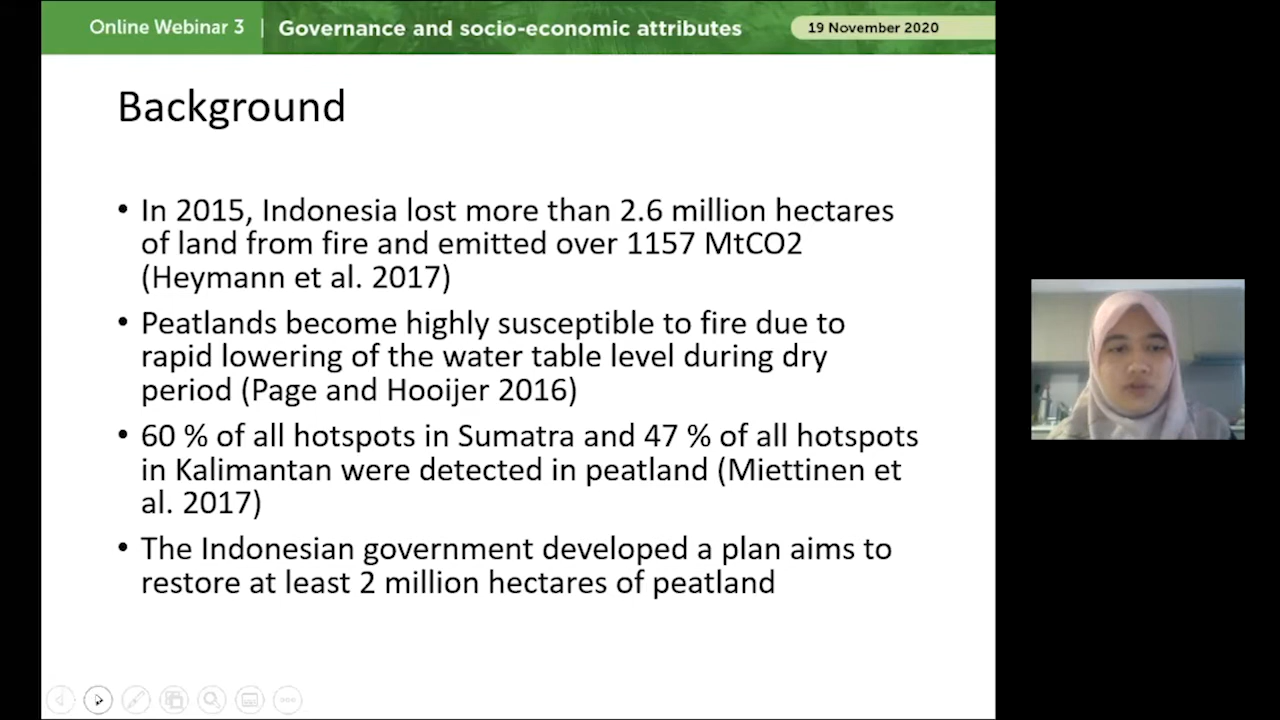 Online Webinar 3 | Governance and socio-economic attributes
19 November 2020
Background
• In 2015, Indonesia lost more than 2.6 million hectares
of land from fire and emitted over 1157 MtCO2
(Heymann et al. 2017)
• Peatlands become highly susceptible to fire due to
rapid lowering of the water table level during dry
period (Page and Hooijer 2016)
• 60 % of all hotspots in Sumatra and 47 % of all hotspots
in Kalimantan were detected in peatland (Miettinen et
al. 2017)
• The Indonesian government developed a plan aims to
restore at least 2 million hectares of peatland